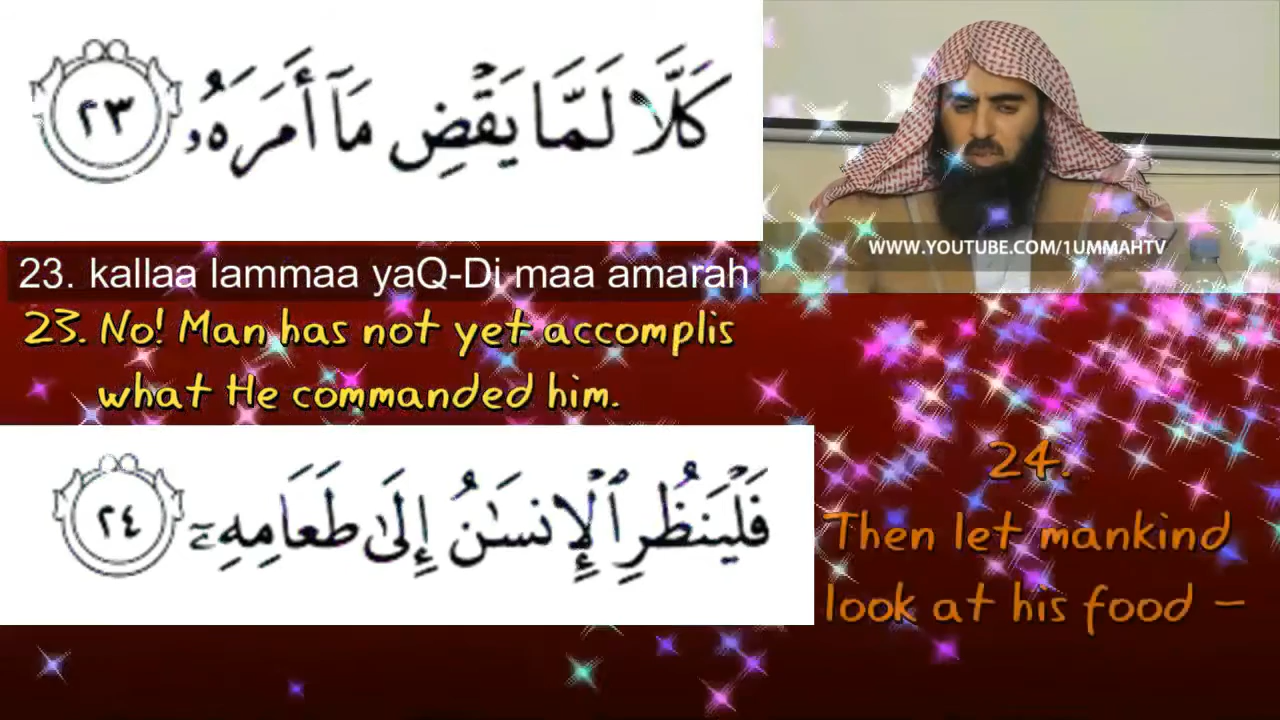 كَلَّا لَمَّا يَقْضِ مَآ أَمَرَهُۥ ٢٣
WWW.YOUTUBE.COM/1UMMAHTV
23. kallaa lammaa yaQ-Di maa amarah
23. No! Man has not yet accomplis
what He commanded him.
فَلْيَنظُرِ ٱلْإِنسَـٰنُ إِلَىٰ طَعَامِهِۦٓ ٢٤
24.
Then let mankind
look at his food –